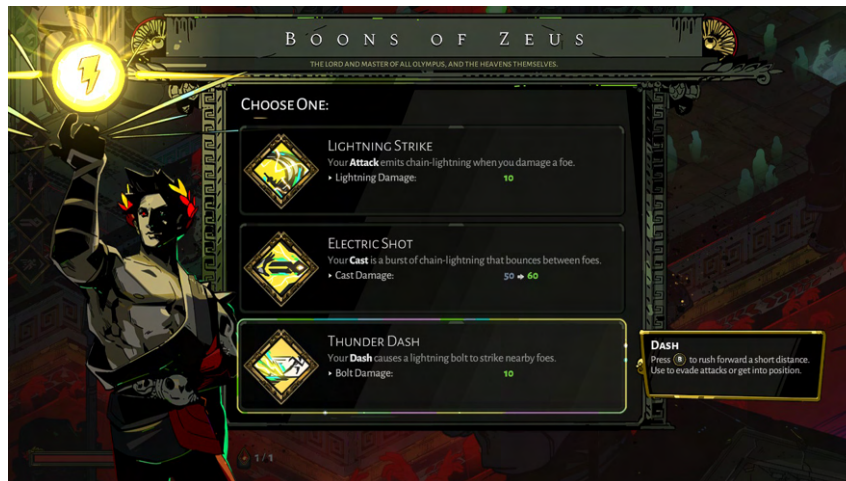 BOONS OF ZEUS
THE LORD AND MASTER OF ALL OLYMPUS, AND THE HEAVENS THEMSELVES.
CHOOSE ONE:
LIGHTNING STRIKE
Your Attack emits chain-lightning when you damage a foe.
▸ Lightning Damage: 10
ELECTRIC SHOT
Your Cast is a burst of chain-lightning that bounces between foes.
▸ Cast Damage: 50 ➔ 60
THUNDER DASH
Your Dash causes a lightning bolt to strike nearby foes.
▸ Bolt Damage: 10
DASH
Press B to rush forward a short distance.
Use to evade attacks or get into position.
1/1